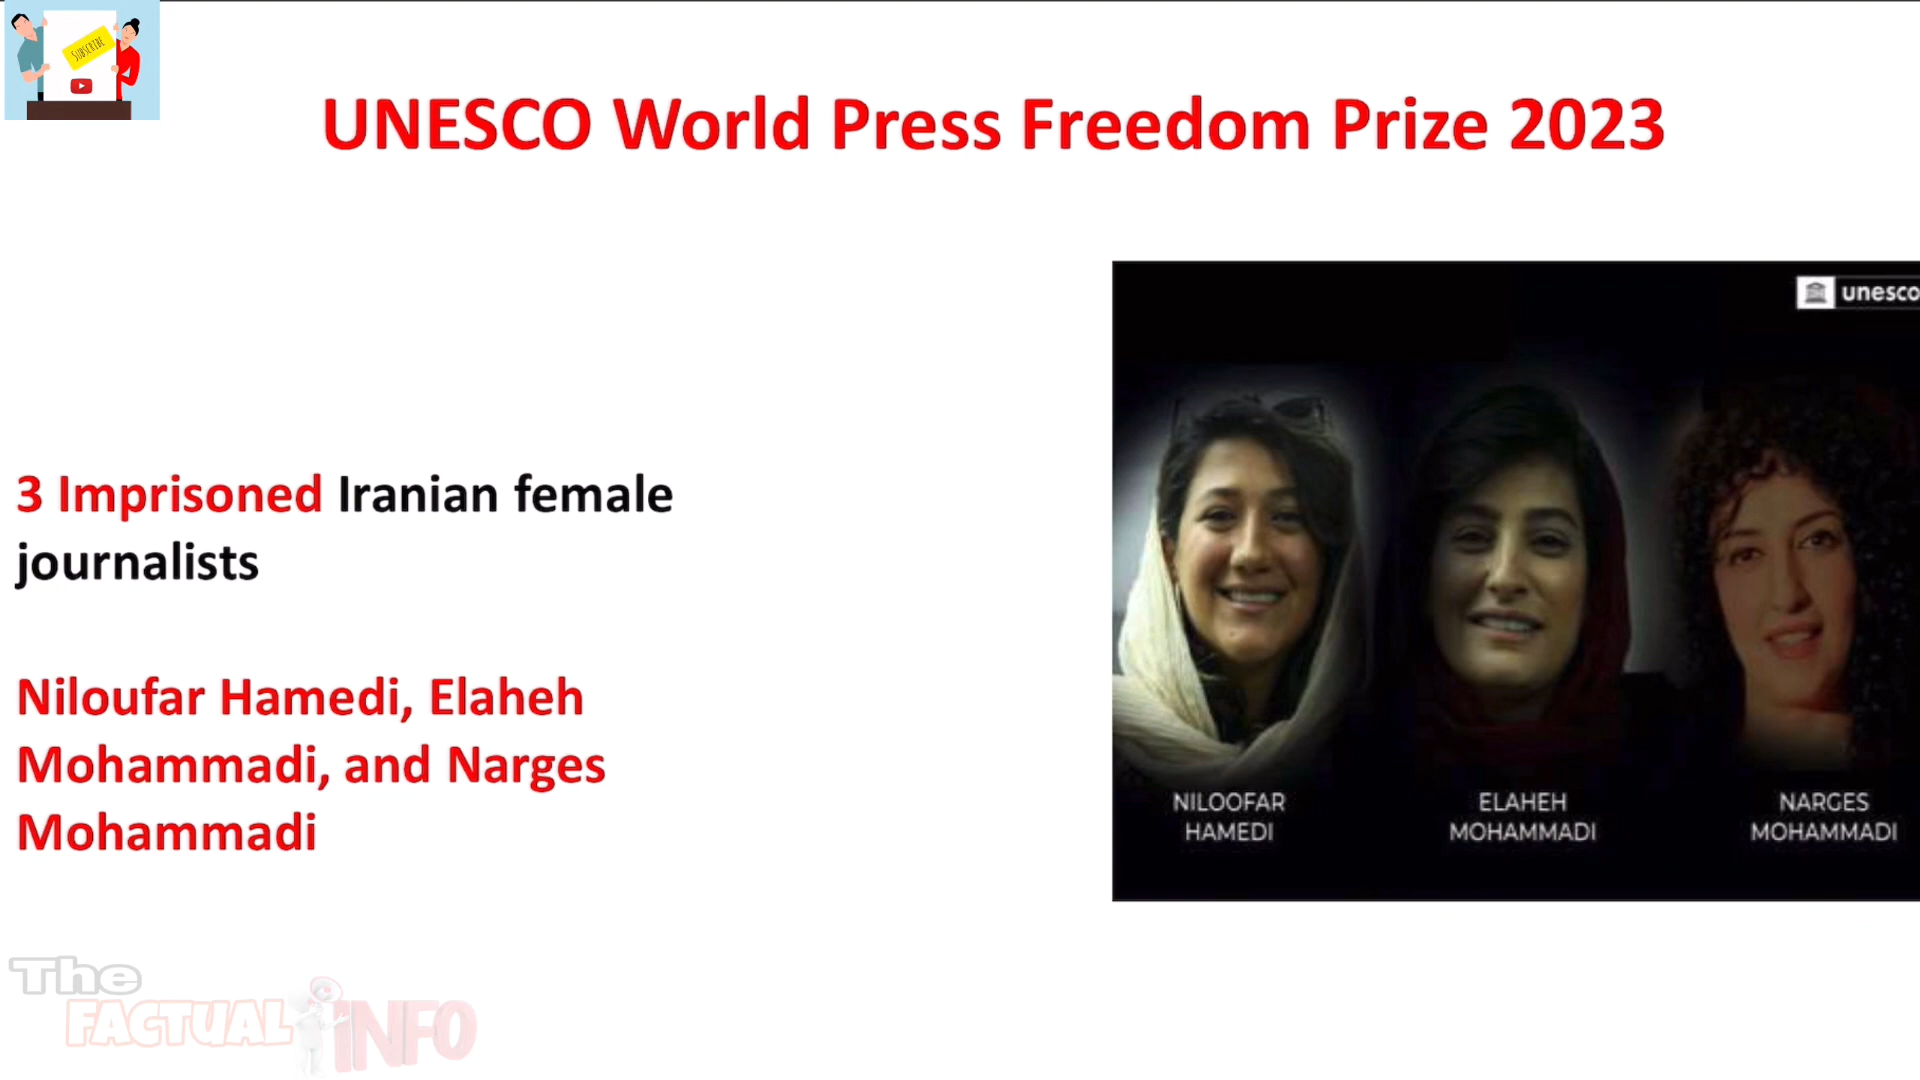 SUBSCRIBE
UNESCO World Press Freedom Prize 2023
unesco
3 Imprisoned Iranian female
journalists
Niloufar Hamedi, Elaheh
Mohammadi, and Narges
Mohammadi
NILOOFAR
HAMEDI
ELAHEH
MOHAMMADI
NARGES
MOHAMMADI
The
FACTUAL
INFO